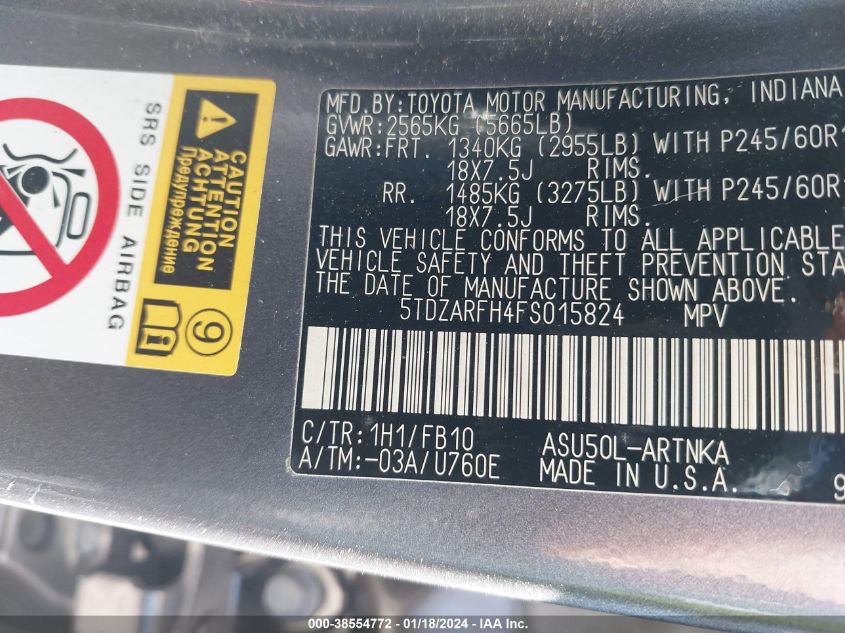 SRS SIDE AIRBAG
CAUTION
ATTENTION
ACHTUNG
Предупреждение
9
MFD.BY:TOYOTA MOTOR MANUFACTURING, INDIANA
GVWR:2565KG (5665LB)
GAWR:FRT. 1340KG (2955LB) WITH P245/60R1
18X7.5J RIMS.
RR. 1485KG (3275LB) WITH P245/60R1
18X7.5J RIMS.
THIS VEHICLE CONFORMS TO ALL APPLICABLE
VEHICLE SAFETY AND THEFT PREVENTION STA
THE DATE OF MANUFACTURE SHOWN ABOVE.
5TDZARFH4FS015824 MPV
C/TR:1H1/FB10 ASU50L-ARTNKA
A/TM:-03A/U760E MADE IN U.S.A. 9
000-38554772 - 01/18/2024 - IAA Inc.